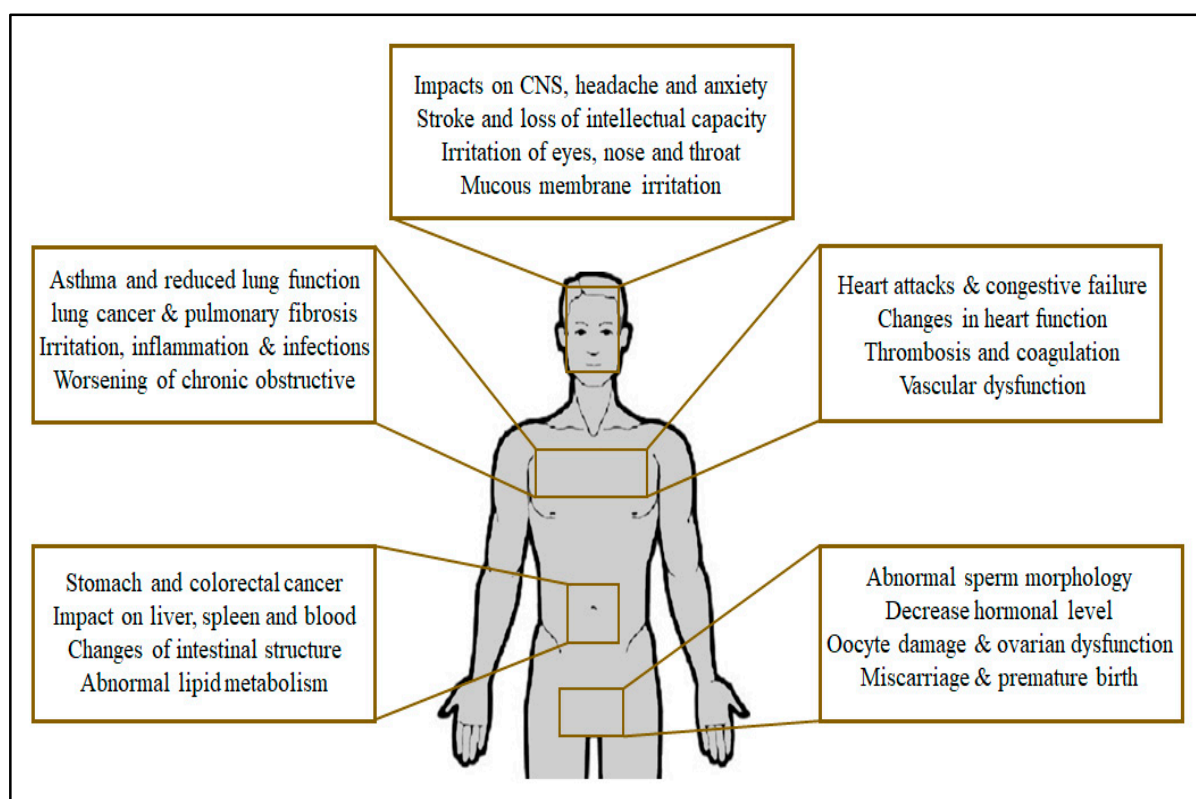 Impacts on CNS, headache and anxiety
Stroke and loss of intellectual capacity
Irritation of eyes, nose and throat
Mucous membrane irritation
Asthma and reduced lung function
lung cancer & pulmonary fibrosis
Irritation, inflammation & infections
Worsening of chronic obstructive
Heart attacks & congestive failure
Changes in heart function
Thrombosis and coagulation
Vascular dysfunction
Stomach and colorectal cancer
Impact on liver, spleen and blood
Changes of intestinal structure
Abnormal lipid metabolism
Abnormal sperm morphology
Decrease hormonal level
Oocyte damage & ovarian dysfunction
Miscarriage & premature birth